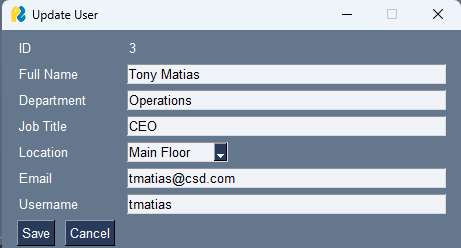 Update User
ID 3
Full Name Tony Matias
Department Operations
Job Title CEO
Location Main Floor
Email tmatias@csd.com
Username tmatias
Save Cancel